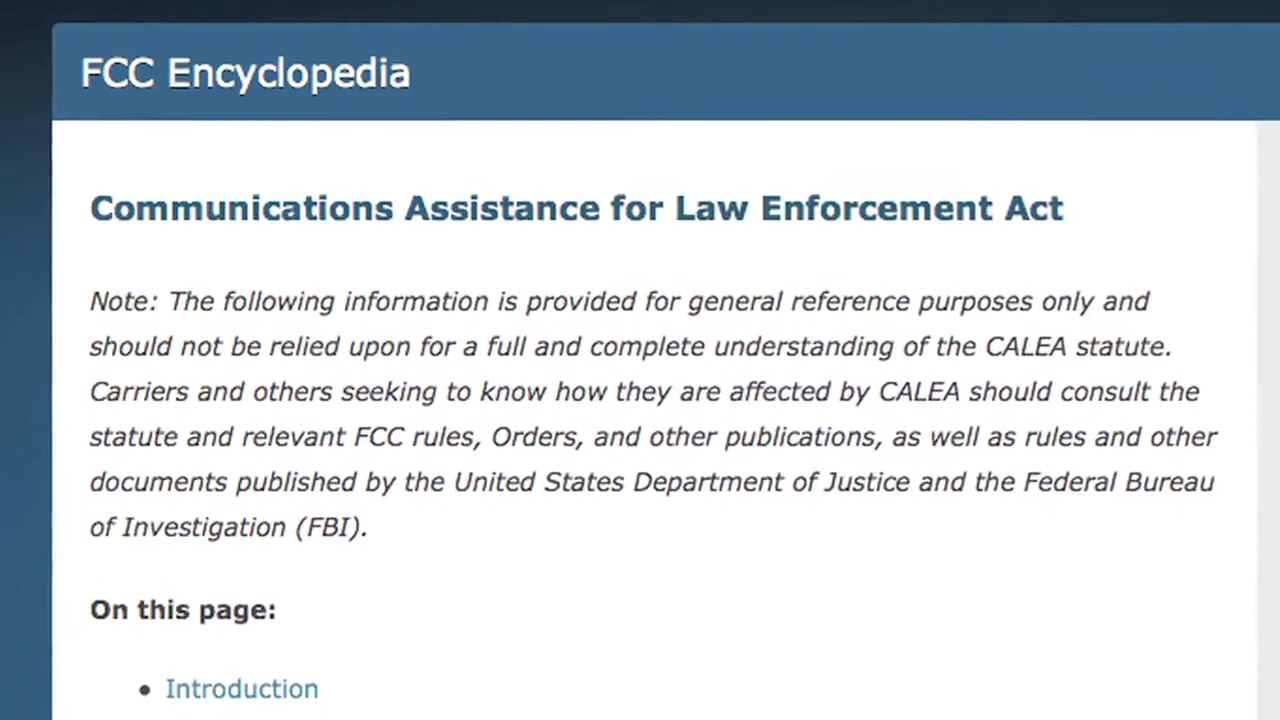 FCC Encyclopedia
Communications Assistance for Law Enforcement Act
Note: The following information is provided for general reference purposes only and
should not be relied upon for a full and complete understanding of the CALEA statute.
Carriers and others seeking to know how they are affected by CALEA should consult the
statute and relevant FCC rules, Orders, and other publications, as well as rules and other
documents published by the United States Department of Justice and the Federal Bureau
of Investigation (FBI).
On this page:
• Introduction